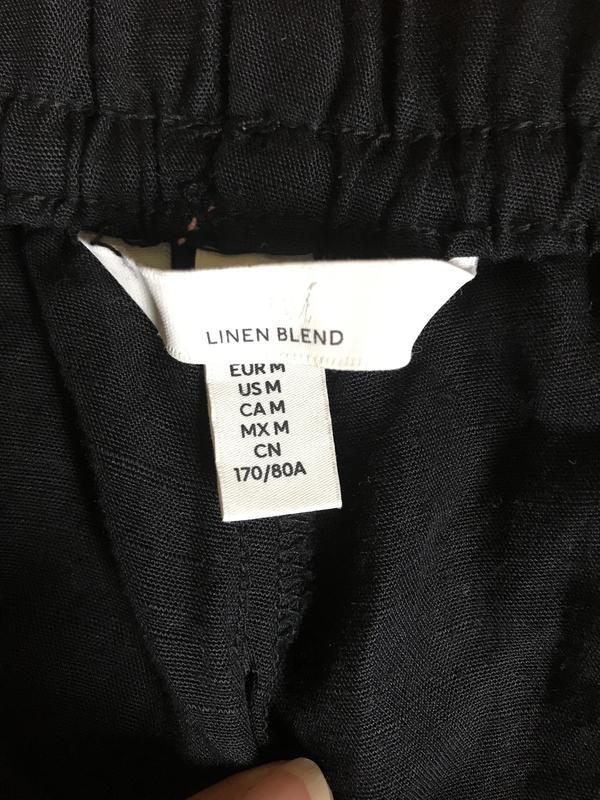 LINEN BLEND
EUR M
US M
CA M
MX M
CN
170/80A